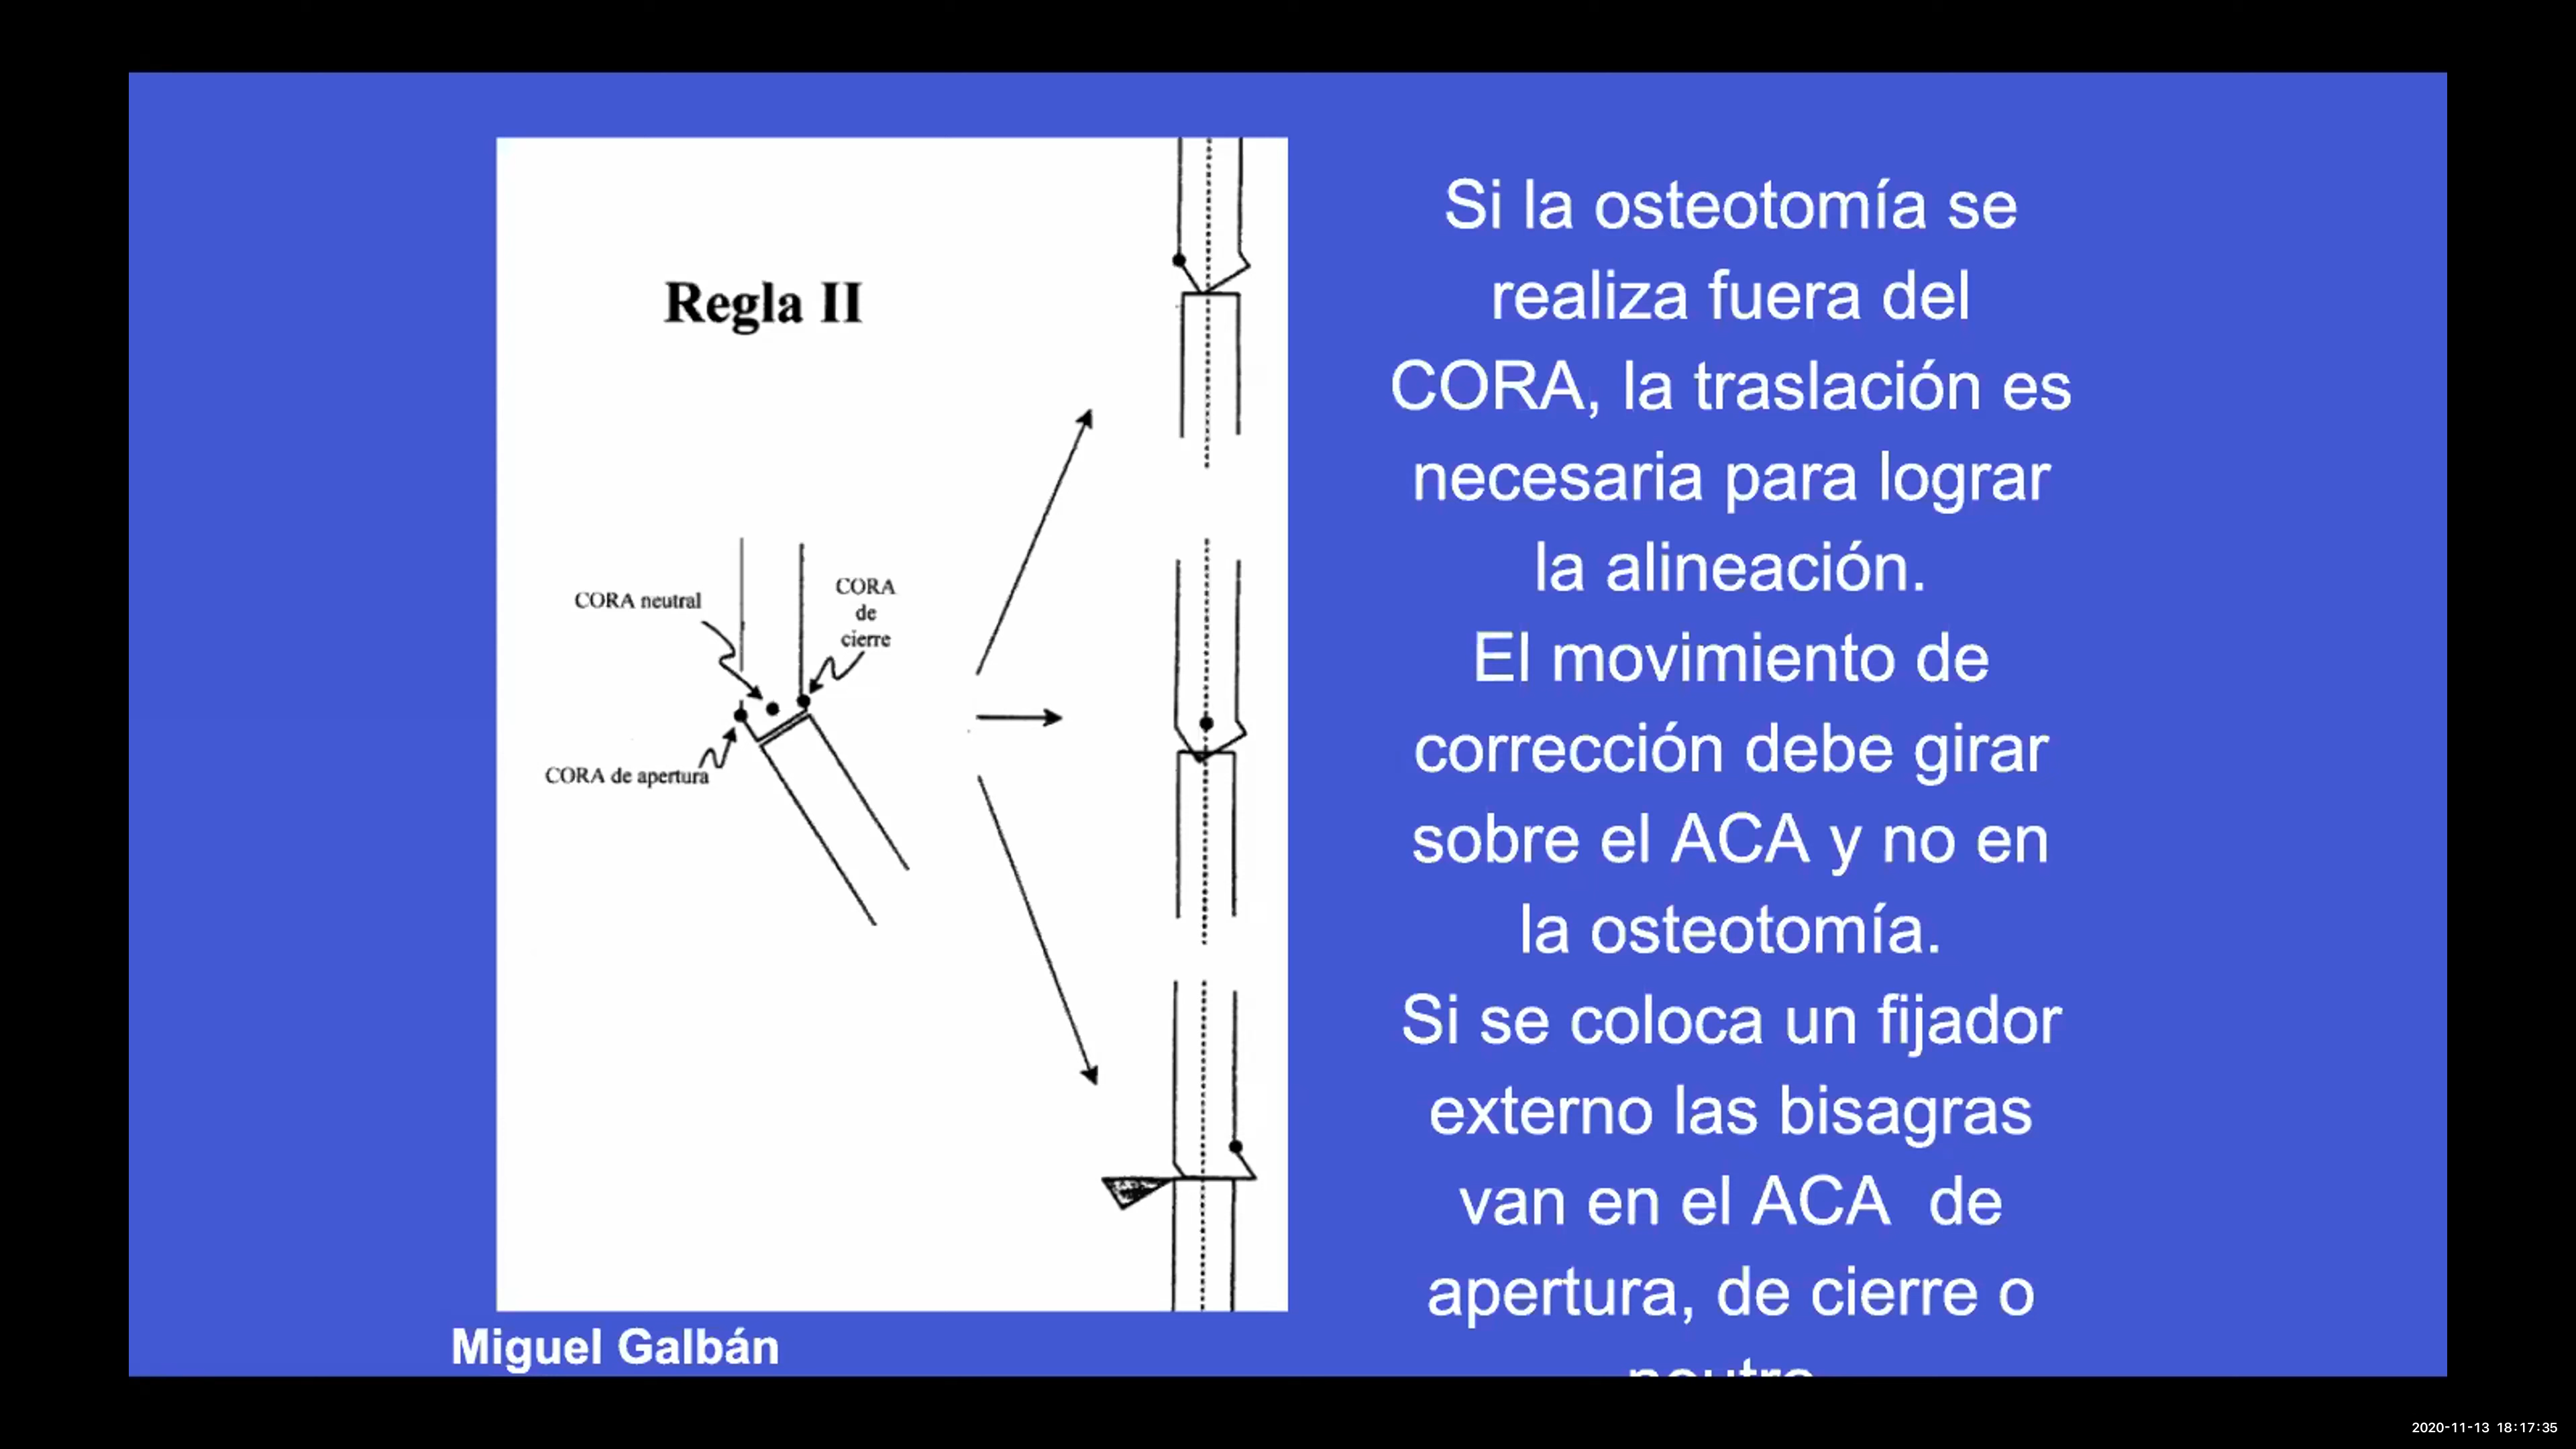 Regla II
CORA neutral
CORA
de
cierre
CORA de apertura
Si la osteotomía se
realiza fuera del
CORA, la traslación es
necesaria para lograr
la alineación.
El movimiento de
corrección debe girar
sobre el ACA y no en
la osteotomía.
Si se coloca un fijador
externo las bisagras
van en el ACA  de
apertura, de cierre o
Miguel Galbán
2020-11-13 18:17:35